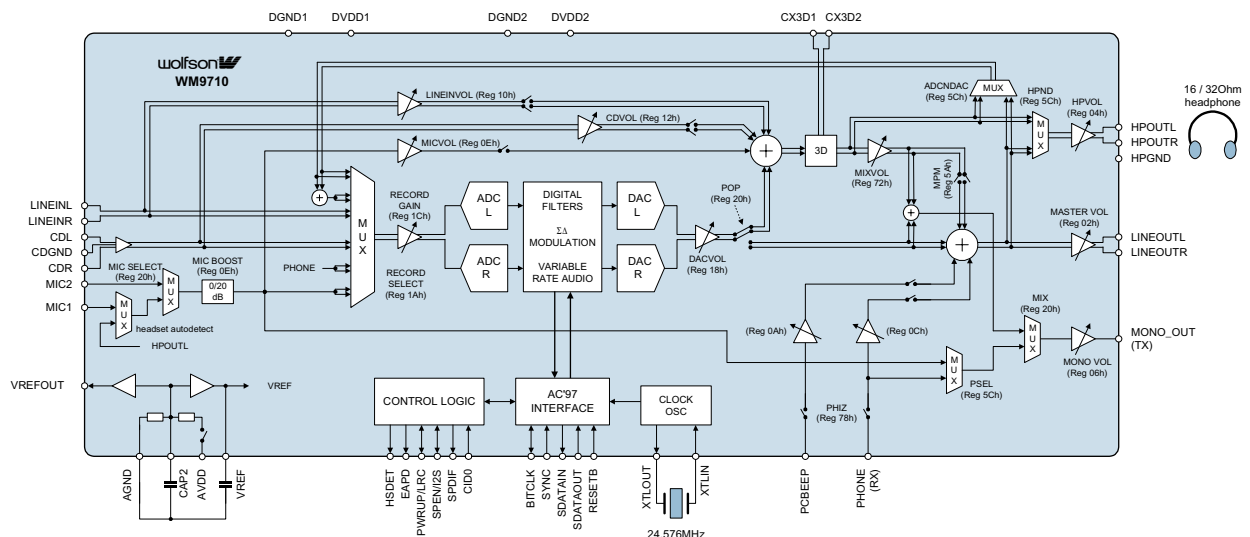 DGND1 DVDD1 DGND2 DVDD2 CX3D1 CX3D2
wolfson
WM9710
LINEINVOL (Reg 10h)
CDVOL (Reg 12h)
MICVOL (Reg 0Eh)
ADCNDAC
(Reg 5Ch)
MUX
HPND
(Reg 5Ch)
MUX
HPVOL
(Reg 04h)
16 / 32Ohm
headphone
HPOUTL
HPOUTR
HPGND
3D
MIXVOL
(Reg 72h)
MPM
(Reg 5Ah)
LINEINL
LINEINR
CDL
CDGND
CDR
MIC2
MIC1
MIC SELECT
(Reg 20h)
MIC BOOST
(Reg 0Eh)
MUX
0/20
dB
MUX
headset autodetect
HPOUTL
PHONE
MUX
RECORD
GAIN
(Reg 1Ch)
RECORD
SELECT
(Reg 1Ah)
ADC
L
ADC
R
DIGITAL
FILTERS
ΣΔ
MODULATION
VARIABLE
RATE AUDIO
DAC
L
DAC
R
DACVOL
(Reg 18h)
POP
(Reg 20h)
MASTER VOL
(Reg 02h)
LINEOUTL
LINEOUTR
(Reg 0Ah)
(Reg 0Ch)
MIX
(Reg 20h)
MUX
MONO_OUT
(TX)
MONO VOL
(Reg 06h)
MUX
PSEL
(Reg 5Ch)
PHIZ
(Reg 78h)
VREFOUT
VREF
CONTROL LOGIC
AC'97
INTERFACE
CLOCK
OSC
AGND
CAP2
AVDD
VREF
HSDET
EAPD
PWRUP/LRC
SPEN/I2S
SPDIF
CID0
BITCLK
SYNC
SDATAIN
SDATAOUT
RESETB
XTLOUT
XTLIN
24.576MHz
PCBEEP
PHONE
(RX)